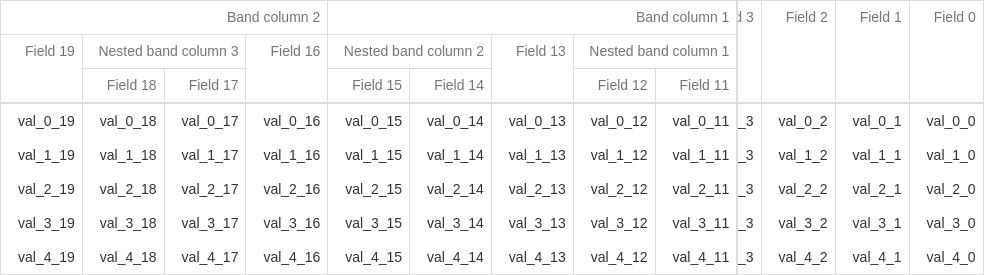 Band column 2 Band column 1 3 Field 2 Field 1 Field 0
Field 19 Nested band column 3 Field 16 Nested band column 2 Field 13 Nested band column 1
Field 18 Field 17 Field 15 Field 14 Field 12 Field 11
val_0_19 val_0_18 val_0_17 val_0_16 val_0_15 val_0_14 val_0_13 val_0_12 val_0_11 _3 val_0_2 val_0_1 val_0_0
val_1_19 val_1_18 val_1_17 val_1_16 val_1_15 val_1_14 val_1_13 val_1_12 val_1_11 _3 val_1_2 val_1_1 val_1_0
val_2_19 val_2_18 val_2_17 val_2_16 val_2_15 val_2_14 val_2_13 val_2_12 val_2_11 _3 val_2_2 val_2_1 val_2_0
val_3_19 val_3_18 val_3_17 val_3_16 val_3_15 val_3_14 val_3_13 val_3_12 val_3_11 _3 val_3_2 val_3_1 val_3_0
val_4_19 val_4_18 val_4_17 val_4_16 val_4_15 val_4_14 val_4_13 val_4_12 val_4_11 _3 val_4_2 val_4_1 val_4_0